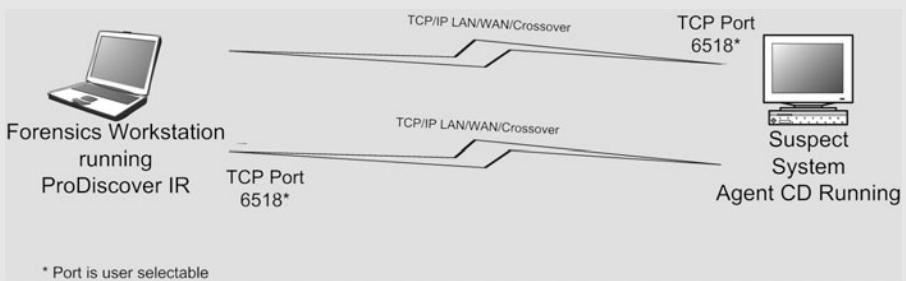 TCP/IP LAN/WAN/Crossover
TCP Port
6518*
Forensics Workstation
running
ProDiscover IR
TCP/IP LAN/WAN/Crossover
TCP Port
6518*
Suspect
System
Agent CD Running
* Port is user selectable